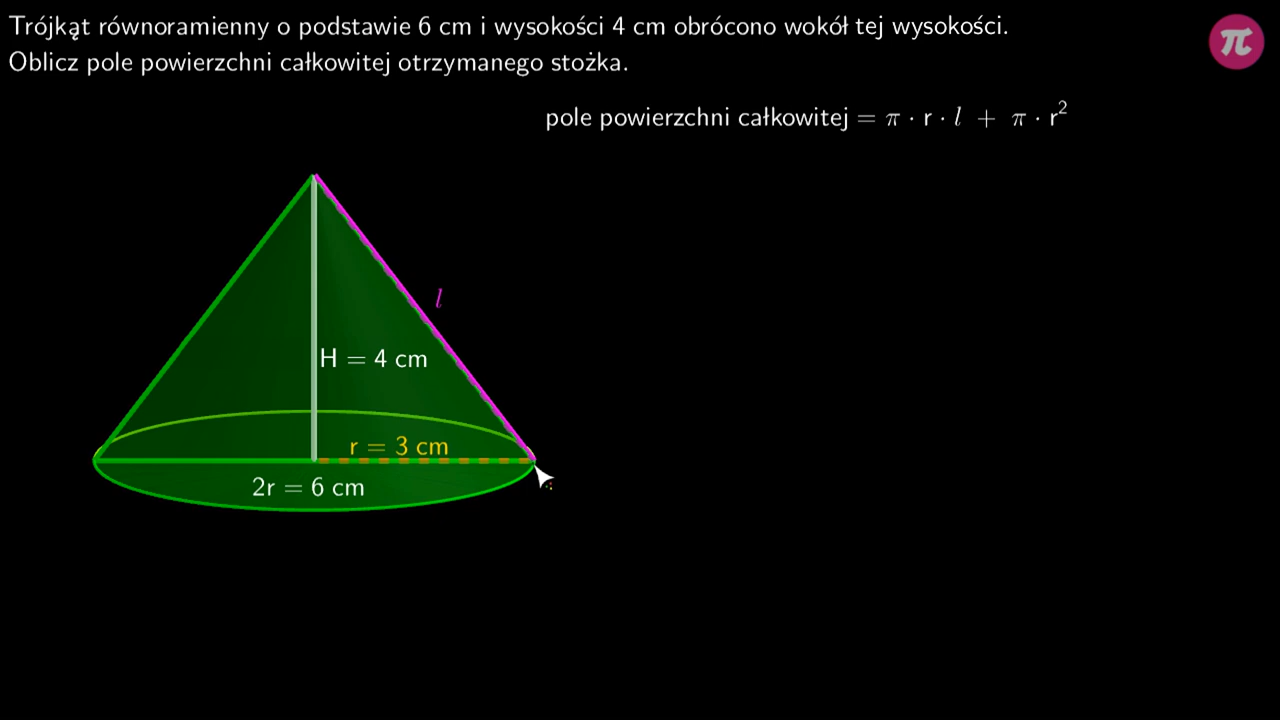 Trójkąt równoramienny o podstawie 6 cm i wysokości 4 cm obrócono wokół tej wysokości.
Oblicz pole powierzchni całkowitej otrzymanego stożka.
π
pole powierzchni całkowitej = π · r · l + π · r²
l
H = 4 cm
r = 3 cm
2r = 6 cm